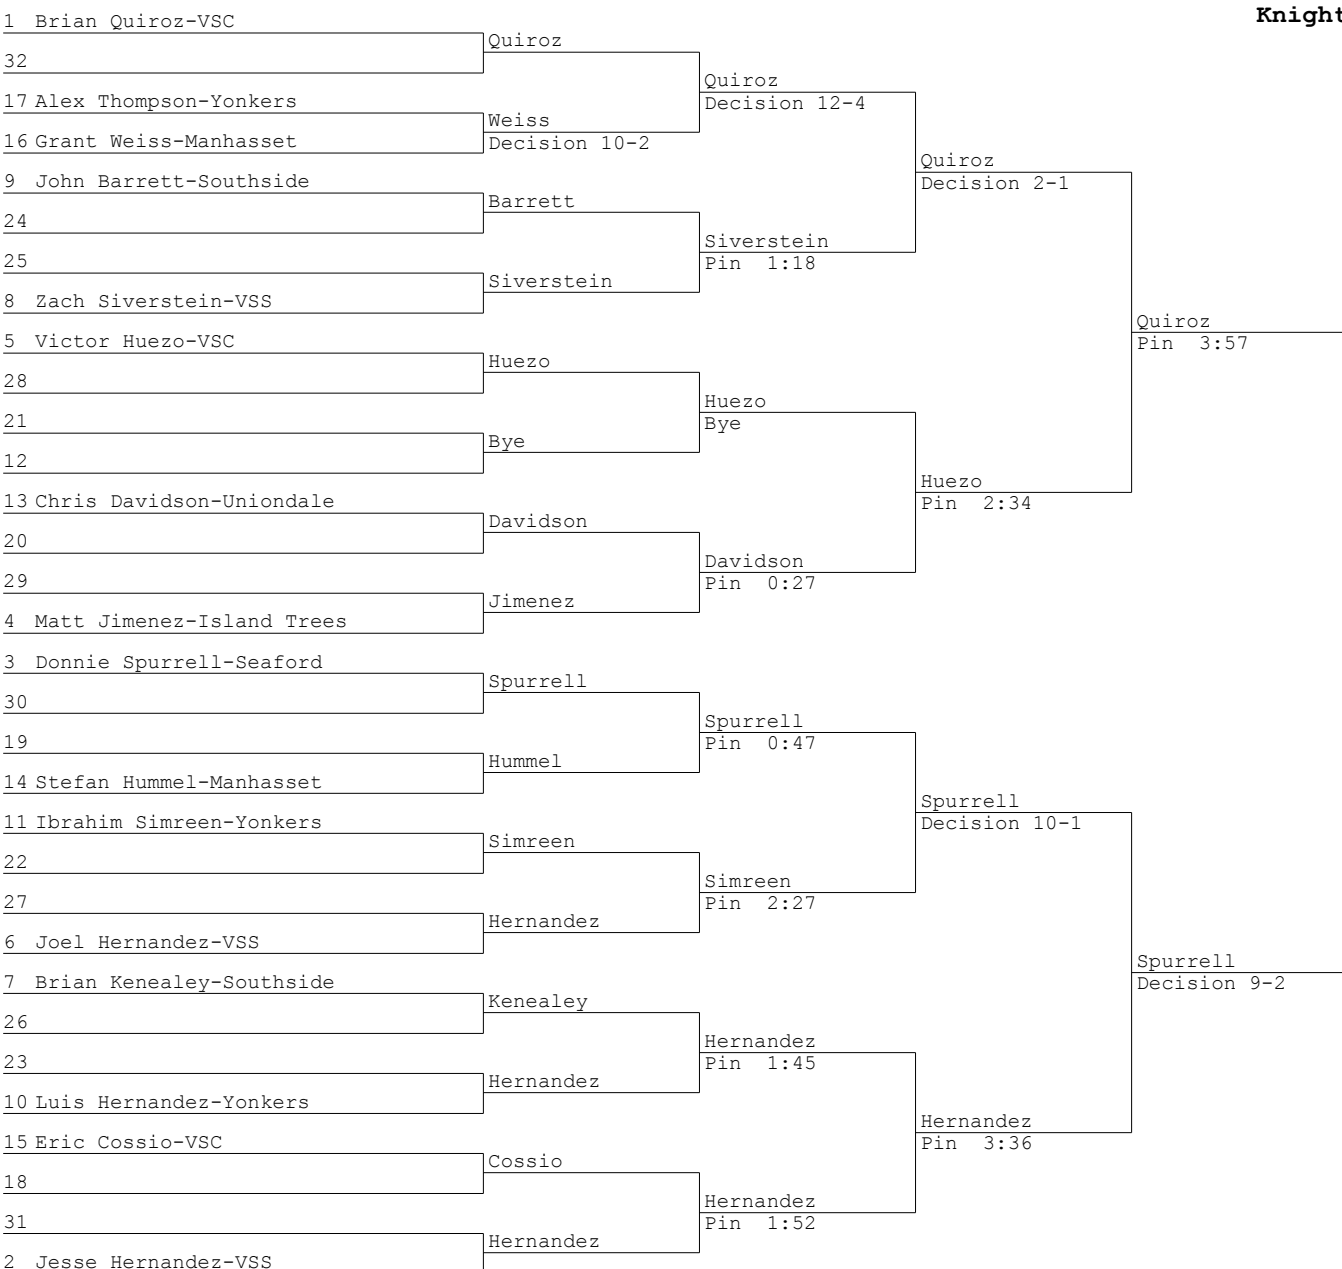 Knight
1 Brian Quiroz-VSC
32
17 Alex Thompson-Yonkers
16 Grant Weiss-Manhasset
9 John Barrett-Southside
24
25
8 Zach Siverstein-VSS
5 Victor Huezo-VSC
28
21
12
13 Chris Davidson-Uniondale
20
29
4 Matt Jimenez-Island Trees
3 Donnie Spurrell-Seaford
30
19
14 Stefan Hummel-Manhasset
11 Ibrahim Simreen-Yonkers
22
27
6 Joel Hernandez-VSS
7 Brian Kenealey-Southside
26
23
10 Luis Hernandez-Yonkers
15 Eric Cossio-VSC
18
31
2 Jesse Hernandez-VSS
Quiroz
Weiss
Decision 10-2
Barrett
Siverstein
Huezo
Bye
Davidson
Jimenez
Spurrell
Hummel
Simreen
Hernandez
Kenealey
Hernandez
Cossio
Hernandez
Quiroz
Decision 12-4
Siverstein
Pin 1:18
Huezo
Bye
Davidson
Pin 0:27
Spurrell
Pin 0:47
Simreen
Pin 2:27
Hernandez
Pin 1:45
Hernandez
Pin 1:52
Quiroz
Decision 2-1
Huezo
Pin 2:34
Spurrell
Decision 10-1
Hernandez
Pin 3:36
Quiroz
Pin 3:57
Spurrell
Decision 9-2